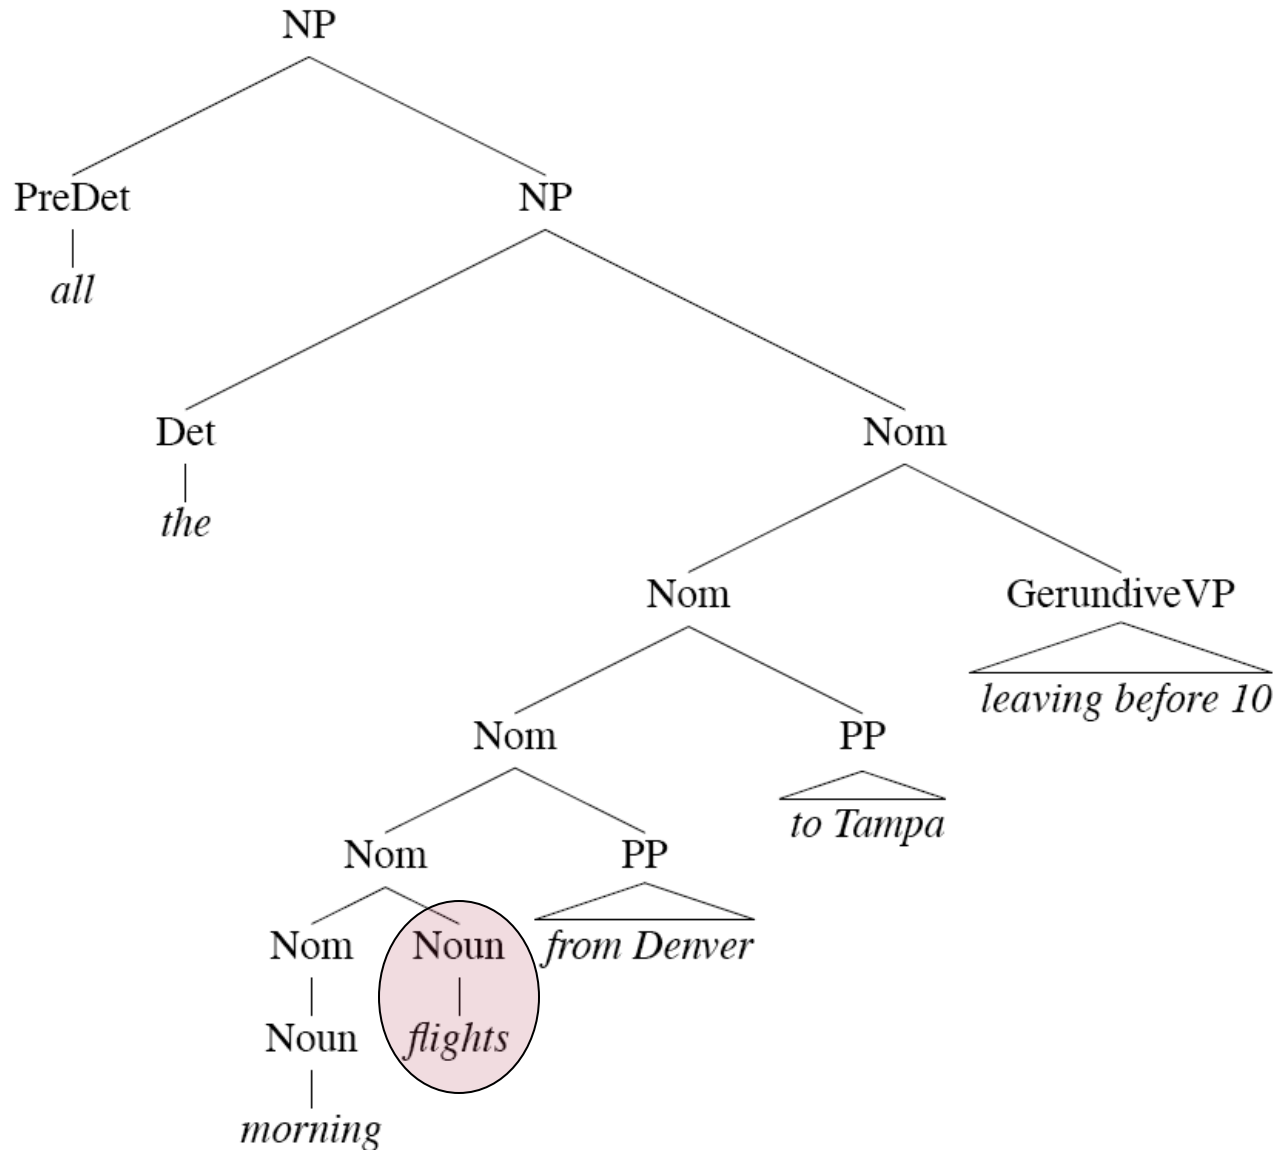 NP
PreDet NP
all
Det Nom
the
Nom GerundiveVP
leaving before 10
Nom PP
to Tampa
Nom PP
Nom Noun from Denver
Noun flights
morning